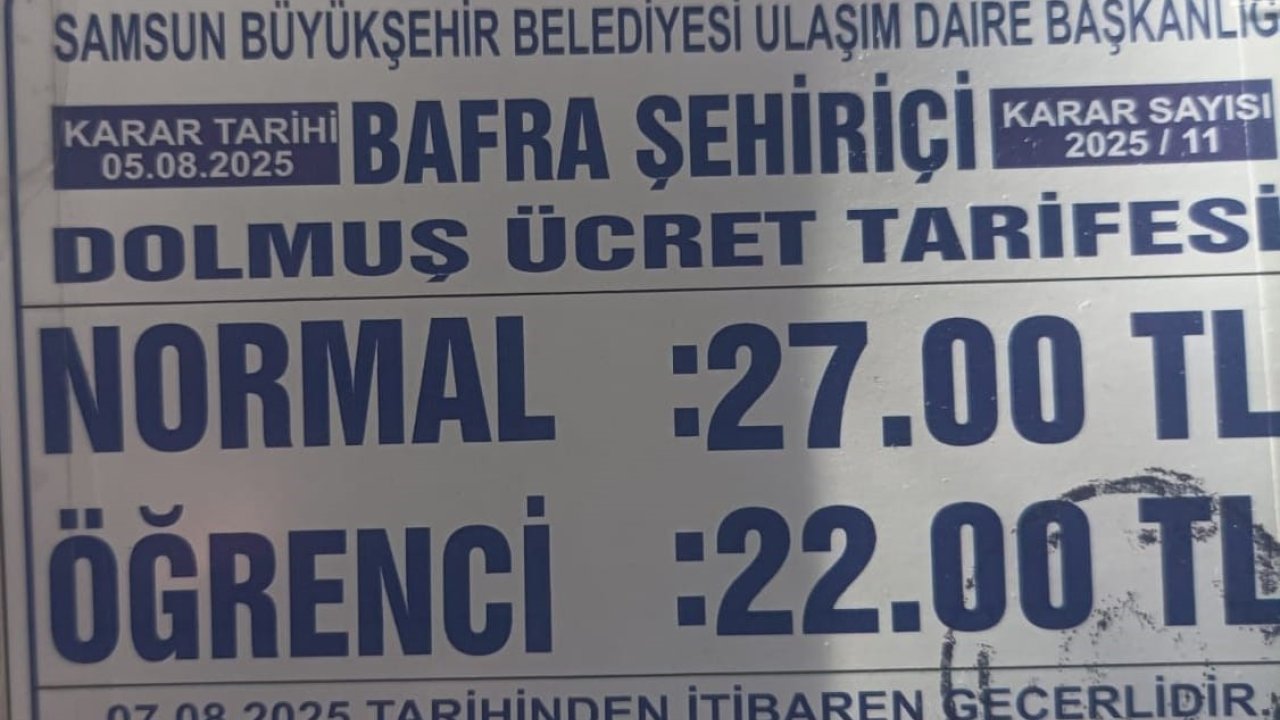 SAMSUN BÜYÜKŞEHİR BELEDİYESİ ULAŞIM DAİRE BAŞKANLIĞ
KARAR TARİHİ
05.08.2025
BAFRA ŞEHİRİÇİ
KARAR SAYISI
2025 / 11
DOLMUŞ ÜCRET TARİFESİ
NORMAL :27.00 TL
ÖĞRENCİ :22.00 TL
07.08.2025 TARİHİNDEN İTİBAREN GEÇERLİDİR.